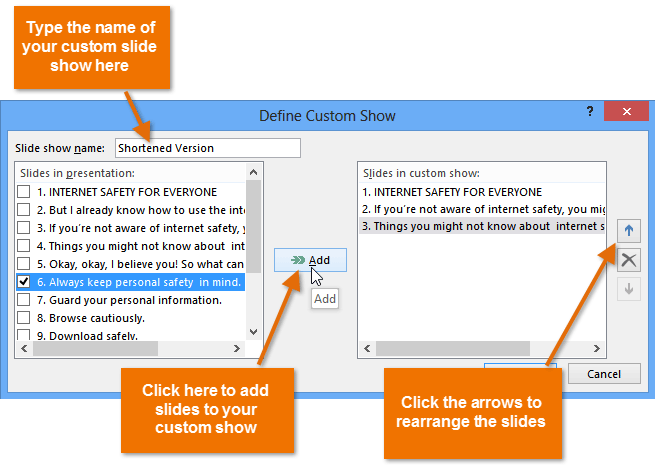 Type the name of
your custom slide
show here
Define Custom Show
?
Slide show name:
Shortened Version
Slides in presentation:
1. INTERNET SAFETY FOR EVERYONE
2. But I already know how to use the inte
3. If you're not aware of internet safety, y
4. Things you might not know about internet
5. Okay, okay, I believe you! So what can
6. Always keep personal safety in mind.
7. Guard your personal information.
8. Browse cautiously.
9. Download safely.
Add
Add
Slides in custom show:
1. INTERNET SAFETY FOR EVERYONE
2. If you're not aware of internet safety, you mig
3. Things you might not know about internet s
Cancel
Click here to add
slides to your
custom show
Click the arrows to
rearrange the slides